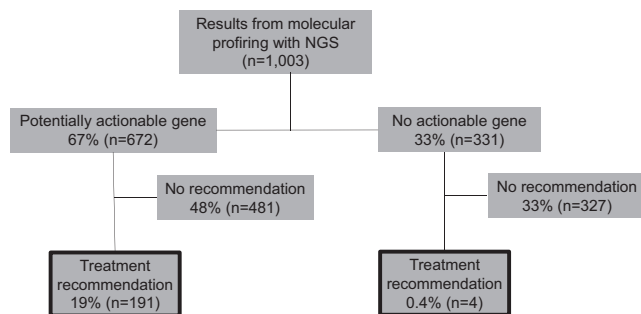 Results from molecular
profiring with NGS
(n=1,003)
Potentially actionable gene
67% (n=672)
No actionable gene
33% (n=331)
No recommendation
48% (n=481)
No recommendation
33% (n=327)
Treatment
recommendation
19% (n=191)
Treatment
recommendation
0.4% (n=4)